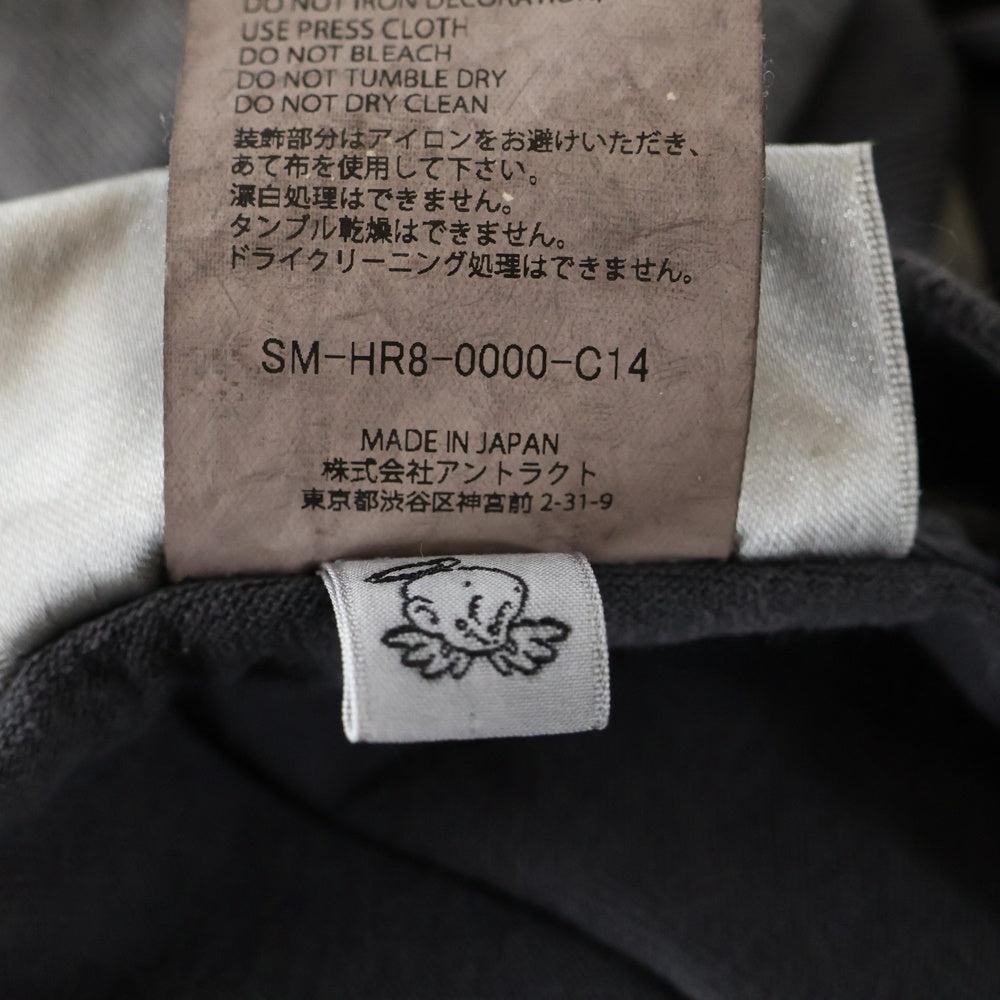 DO NOT IRON DECORATION,
USE PRESS CLOTH
DO NOT BLEACH
DO NOT TUMBLE DRY
DO NOT DRY CLEAN
装飾部分はアイロンをお避けいただき、
あて布を使用して下さい。
漂白処理はできません。
タンブル乾燥はできません。
ドライクリーニング処理はできません。
SM-HR8-0000-C14
MADE IN JAPAN
株式会社アントラクト
東京都渋谷区神宮前 2-31-9